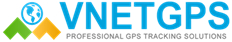 VNETGPS
PROFESSIONAL GPS TRACKING SOLUTIONS